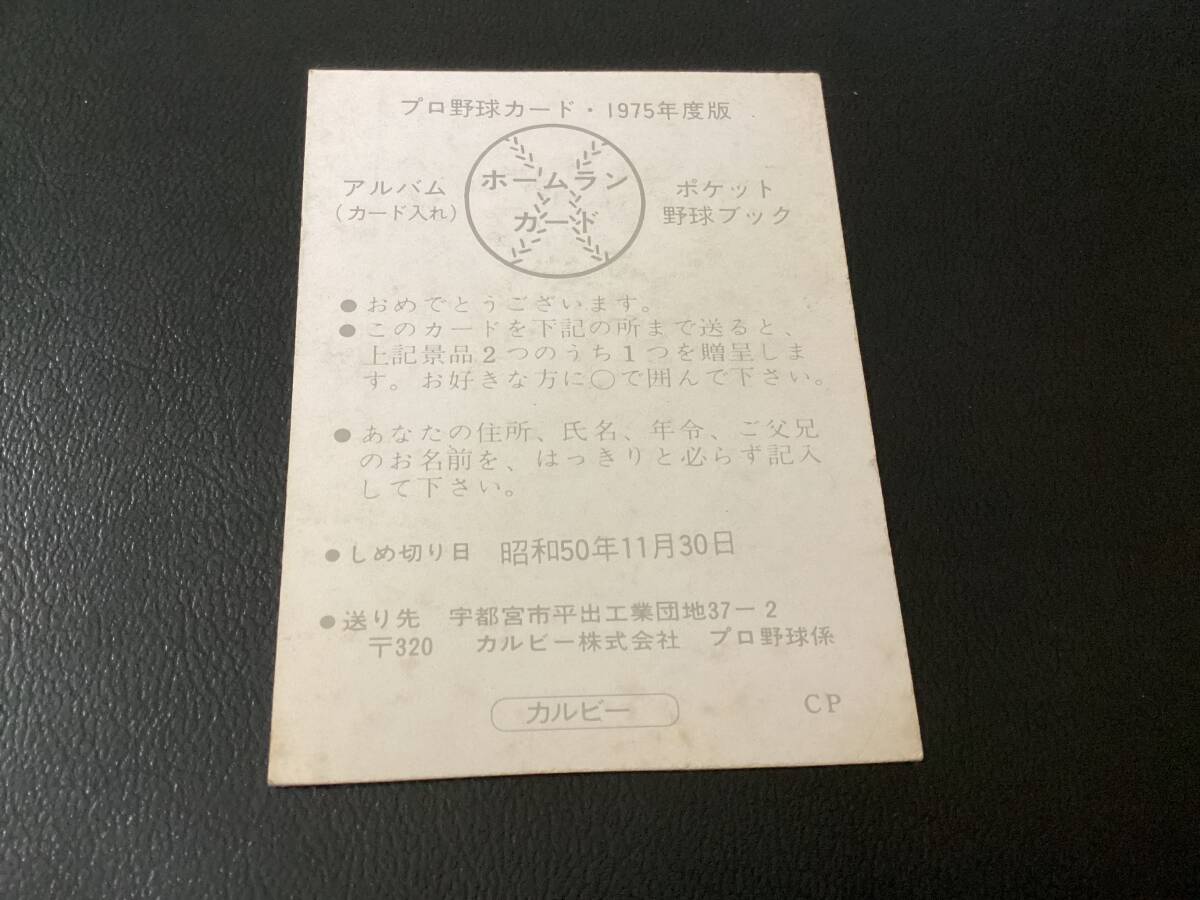 プロ野球カード・1975年度版
アルバム
(カード入れ)
ホームラン
カード
ポケット
野球ブック
●おめでとうございます。
●このカードを下記の所まで送ると、
上記景品2つのうち1つを贈呈しま
す。お好きな方に○で囲んで下さい。
●あなたの住所、氏名、年令、ご父兄
のお名前を、はっきりと必らず記入
して下さい。
●しめ切り日 昭和50年11月30日
●送り先 宇都宮市平出工業団地37-2
〒320 カルビー株式会社 プロ野球係
カルビー
CP